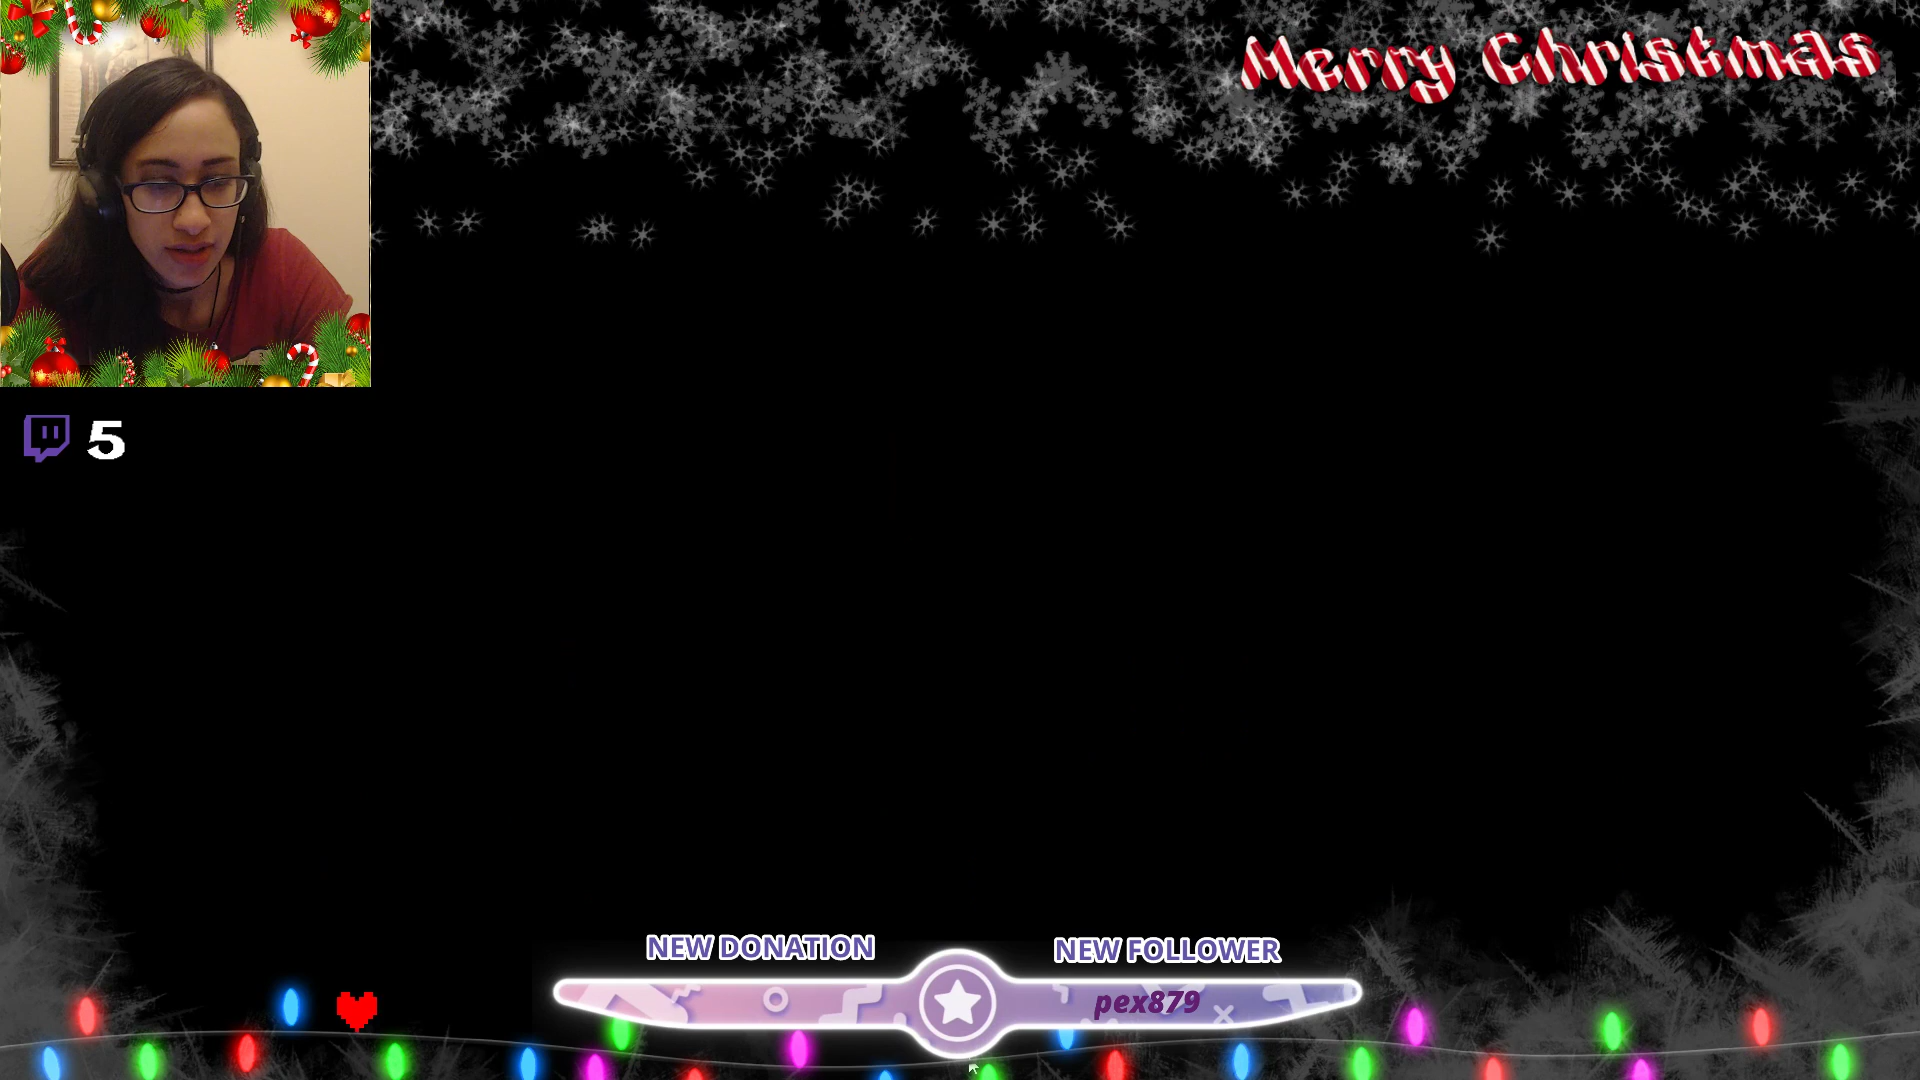 Merry Christmas
5
NEW DONATION
NEW FOLLOWER
pex879